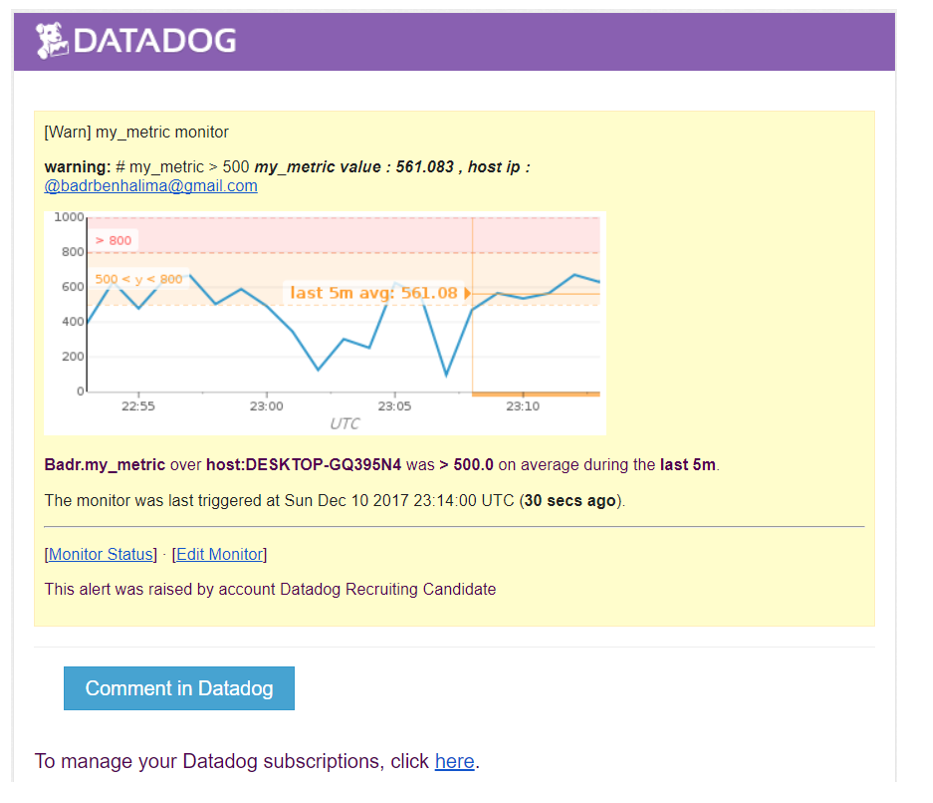 DATADOG
[Warn] my_metric monitor
warning: # my_metric > 500 my_metric value : 561.083 , host ip :
@badrbenhalima@gmail.com
1000
> 800
800
500 < y < 800
600
last 5m avg: 561.08
400
200
0
22:55 23:00 23:05 23:10
UTC
Badr.my_metric over host:DESKTOP-GQ395N4 was > 500.0 on average during the last 5m.
The monitor was last triggered at Sun Dec 10 2017 23:14:00 UTC (30 secs ago).
[Monitor Status] · [Edit Monitor]
This alert was raised by account Datadog Recruiting Candidate
Comment in Datadog
To manage your Datadog subscriptions, click here.